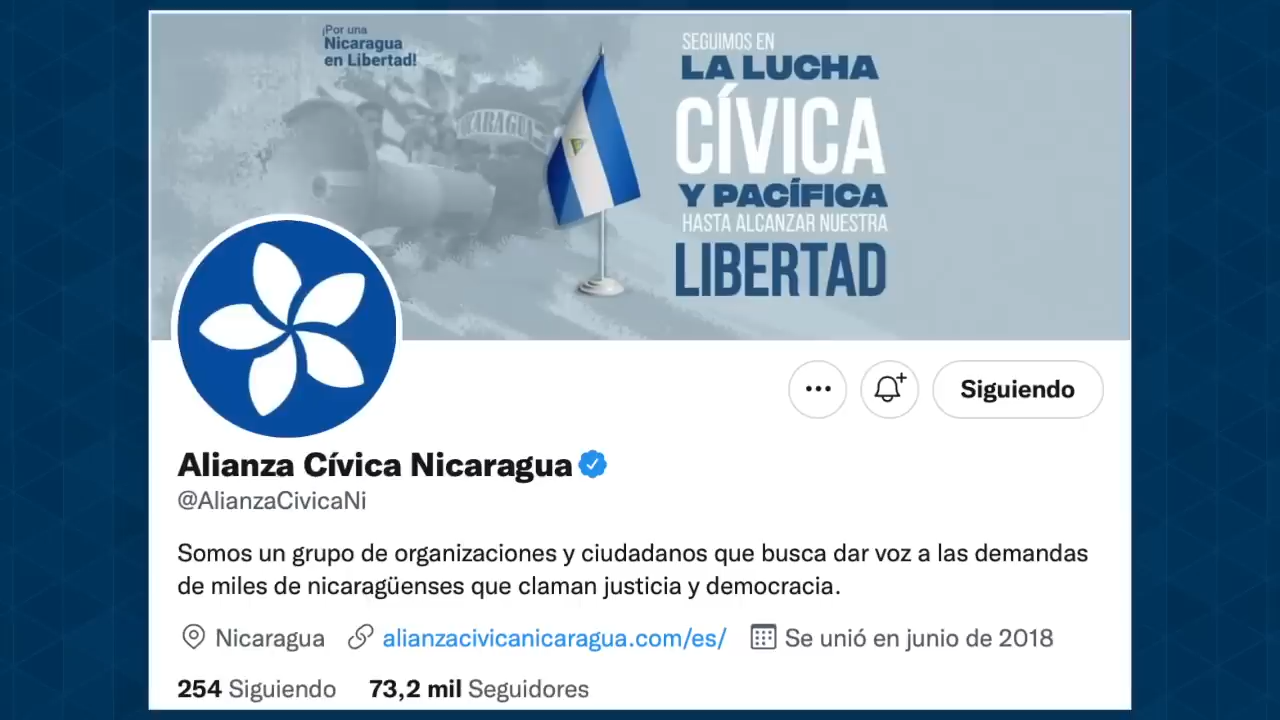 ¡Por una
Nicaragua
en Libertad!
NICARAGUA
SEGUIMOS EN
LA LUCHA
CÍVICA
Y PACÍFICA
HASTA ALCANZAR NUESTRA
LIBERTAD
Siguiendo
Alianza Cívica Nicaragua
@AlianzaCivicaNi
Somos un grupo de organizaciones y ciudadanos que busca dar voz a las demandas
de miles de nicaragüenses que claman justicia y democracia.
Nicaragua alianzacivicanicaragua.com/es/ Se unió en junio de 2018
254 Siguiendo 73,2 mil Seguidores